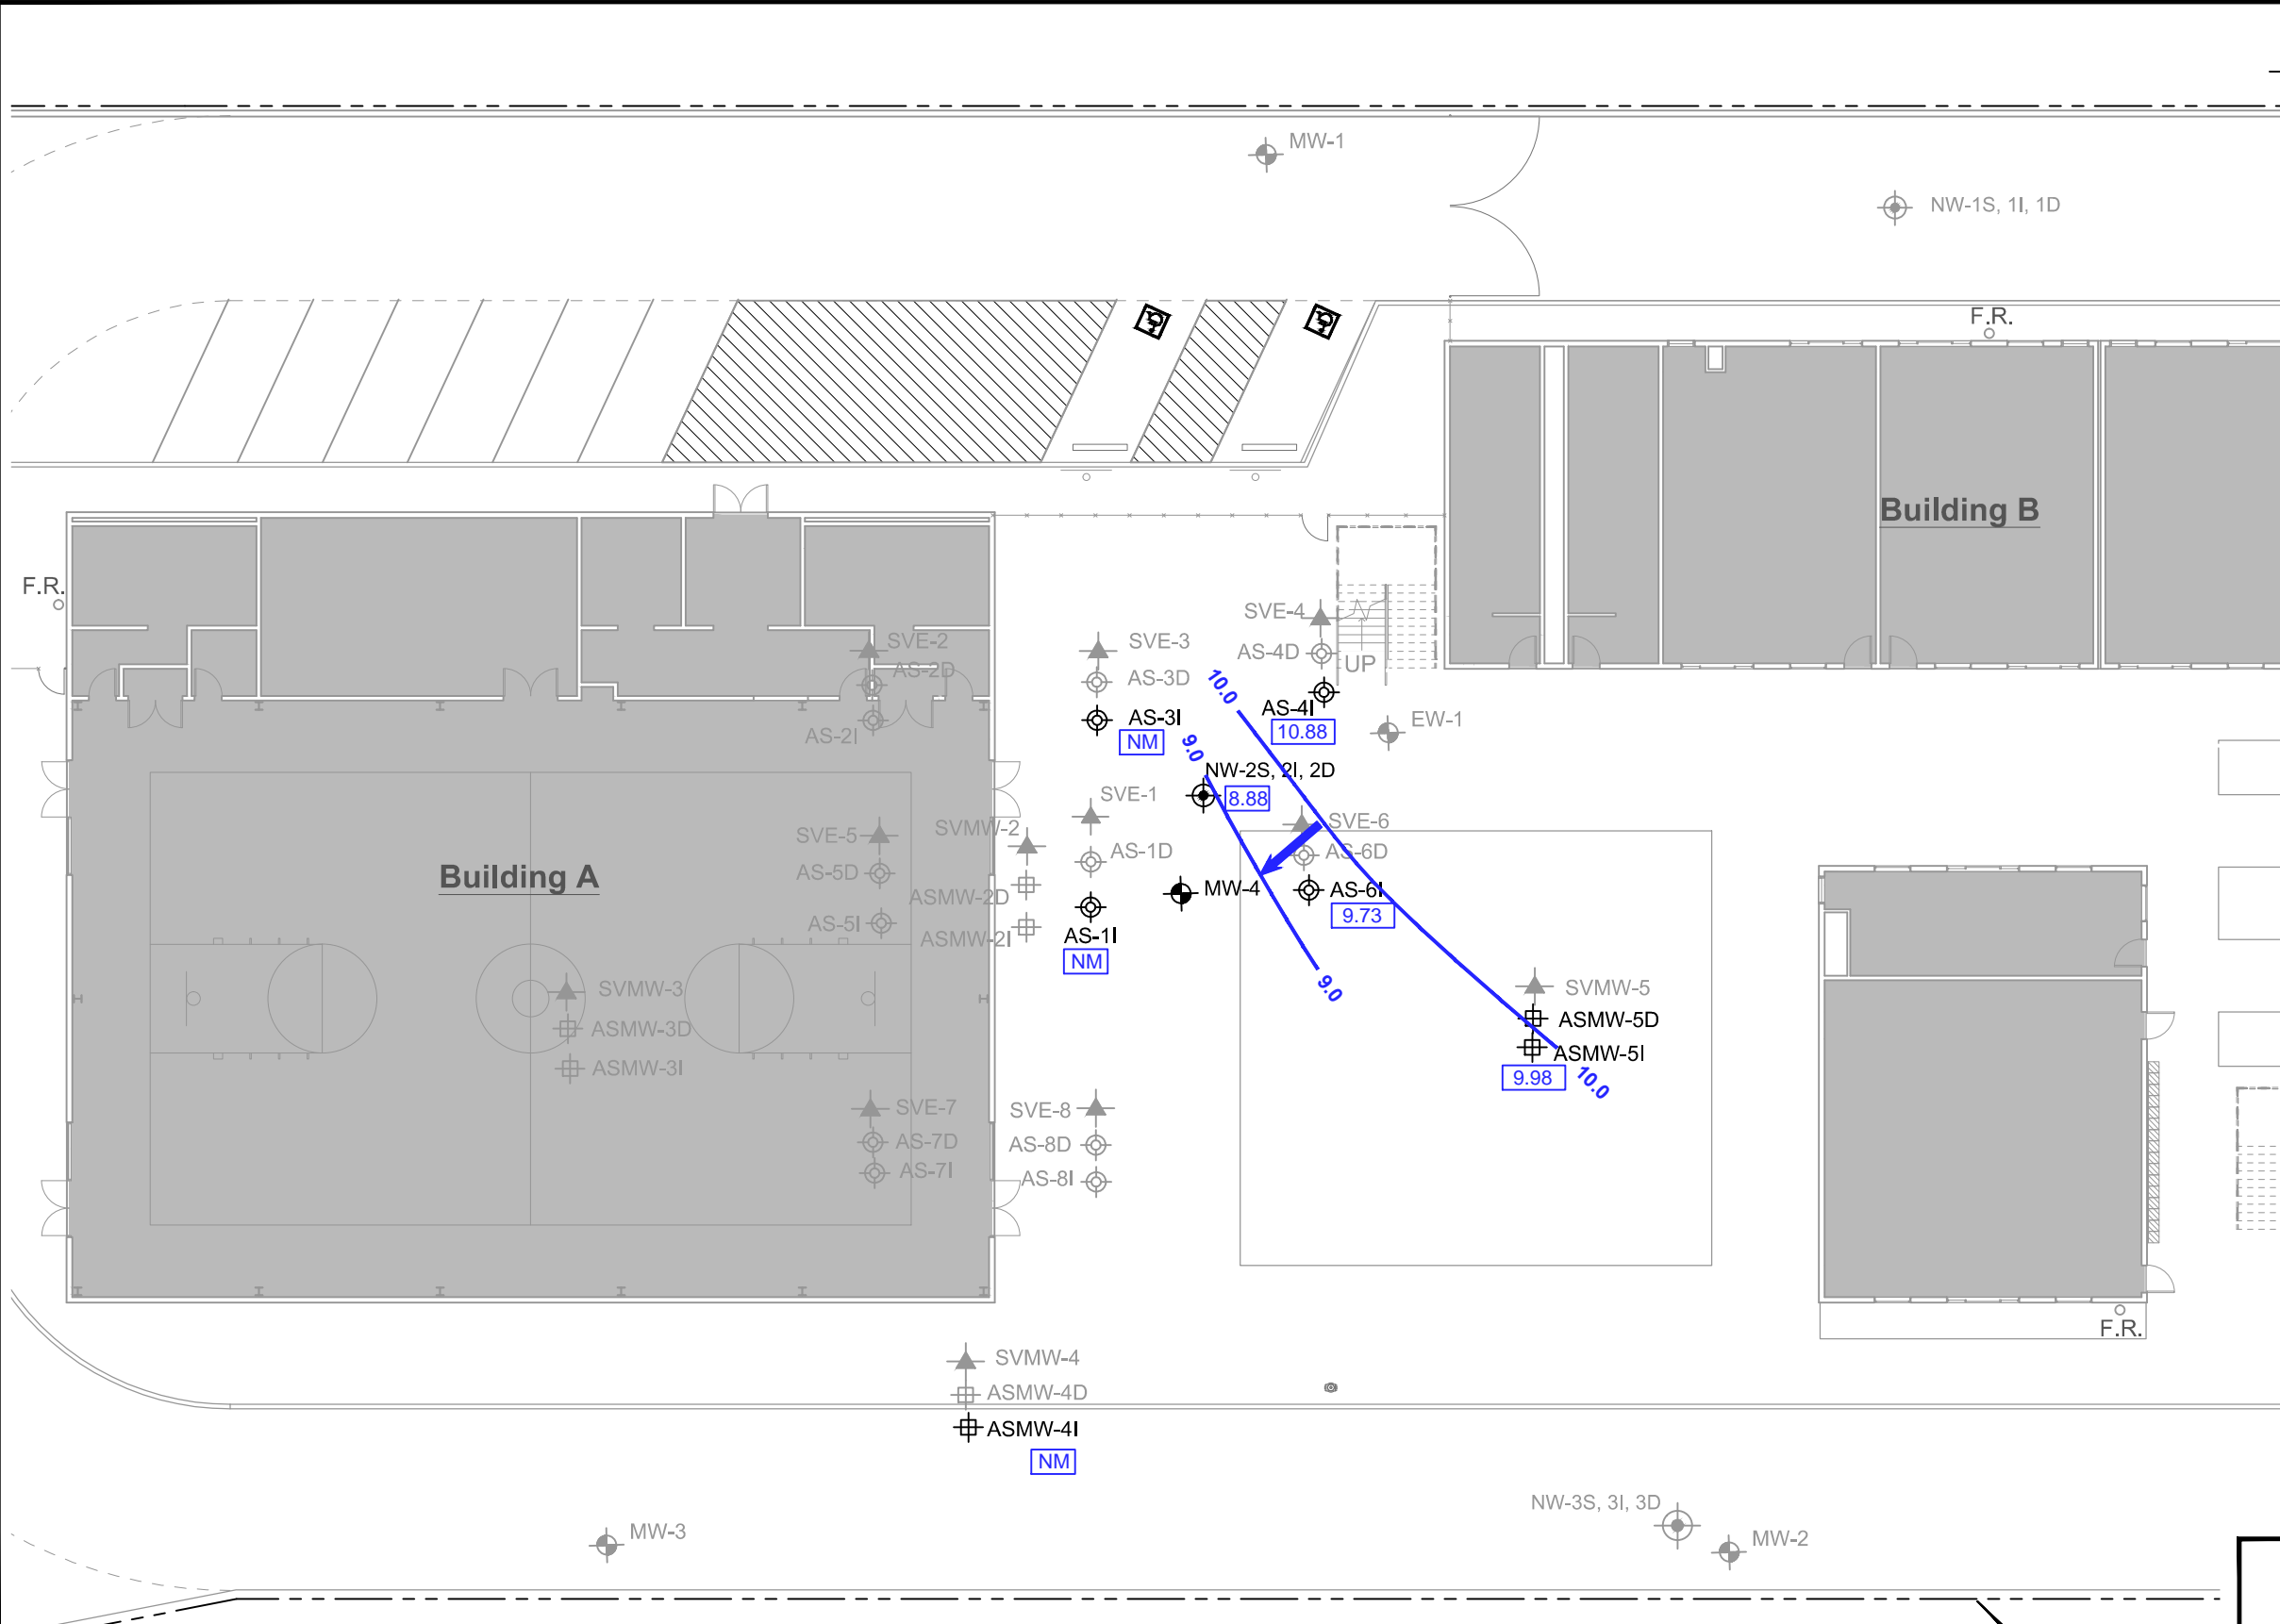 MW-1
NW-1S, 1I, 1D
F.R.
Building B
F.R.
SVE-4
SVE-2
SVE-3
AS-4D
UP
AS-2D
AS-3D
10.0
AS-4I
AS-3I
10.88
EW-1
AS-2I
NM
9.0
NW-2S, 2I, 2D
SVE-1
8.88
SVE-5
SVMW-2
SVE-6
AS-1D
AS-6D
Building A
AS-5D
ASMW-2D
MW-4
AS-6I
9.73
AS-5I
ASMW-2I
AS-1I
NM
SVMW-3
9.0
SVMW-5
ASMW-3D
ASMW-5D
ASMW-3I
ASMW-5I
9.98
10.0
SVE-7
SVE-8
AS-7D
AS-8D
AS-7I
AS-8I
F.R.
SVMW-4
ASMW-4D
ASMW-4I
NM
NW-3S, 3I, 3D
MW-3
MW-2